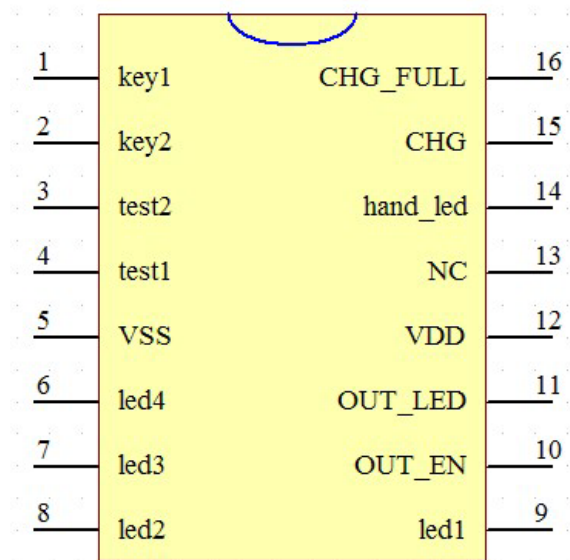 1 key1 CHG_FULL 16
2 key2 CHG 15
3 test2 hand_led 14
4 test1 NC 13
5 VSS VDD 12
6 led4 OUT_LED 11
7 led3 OUT_EN 10
8 led2 led1 9